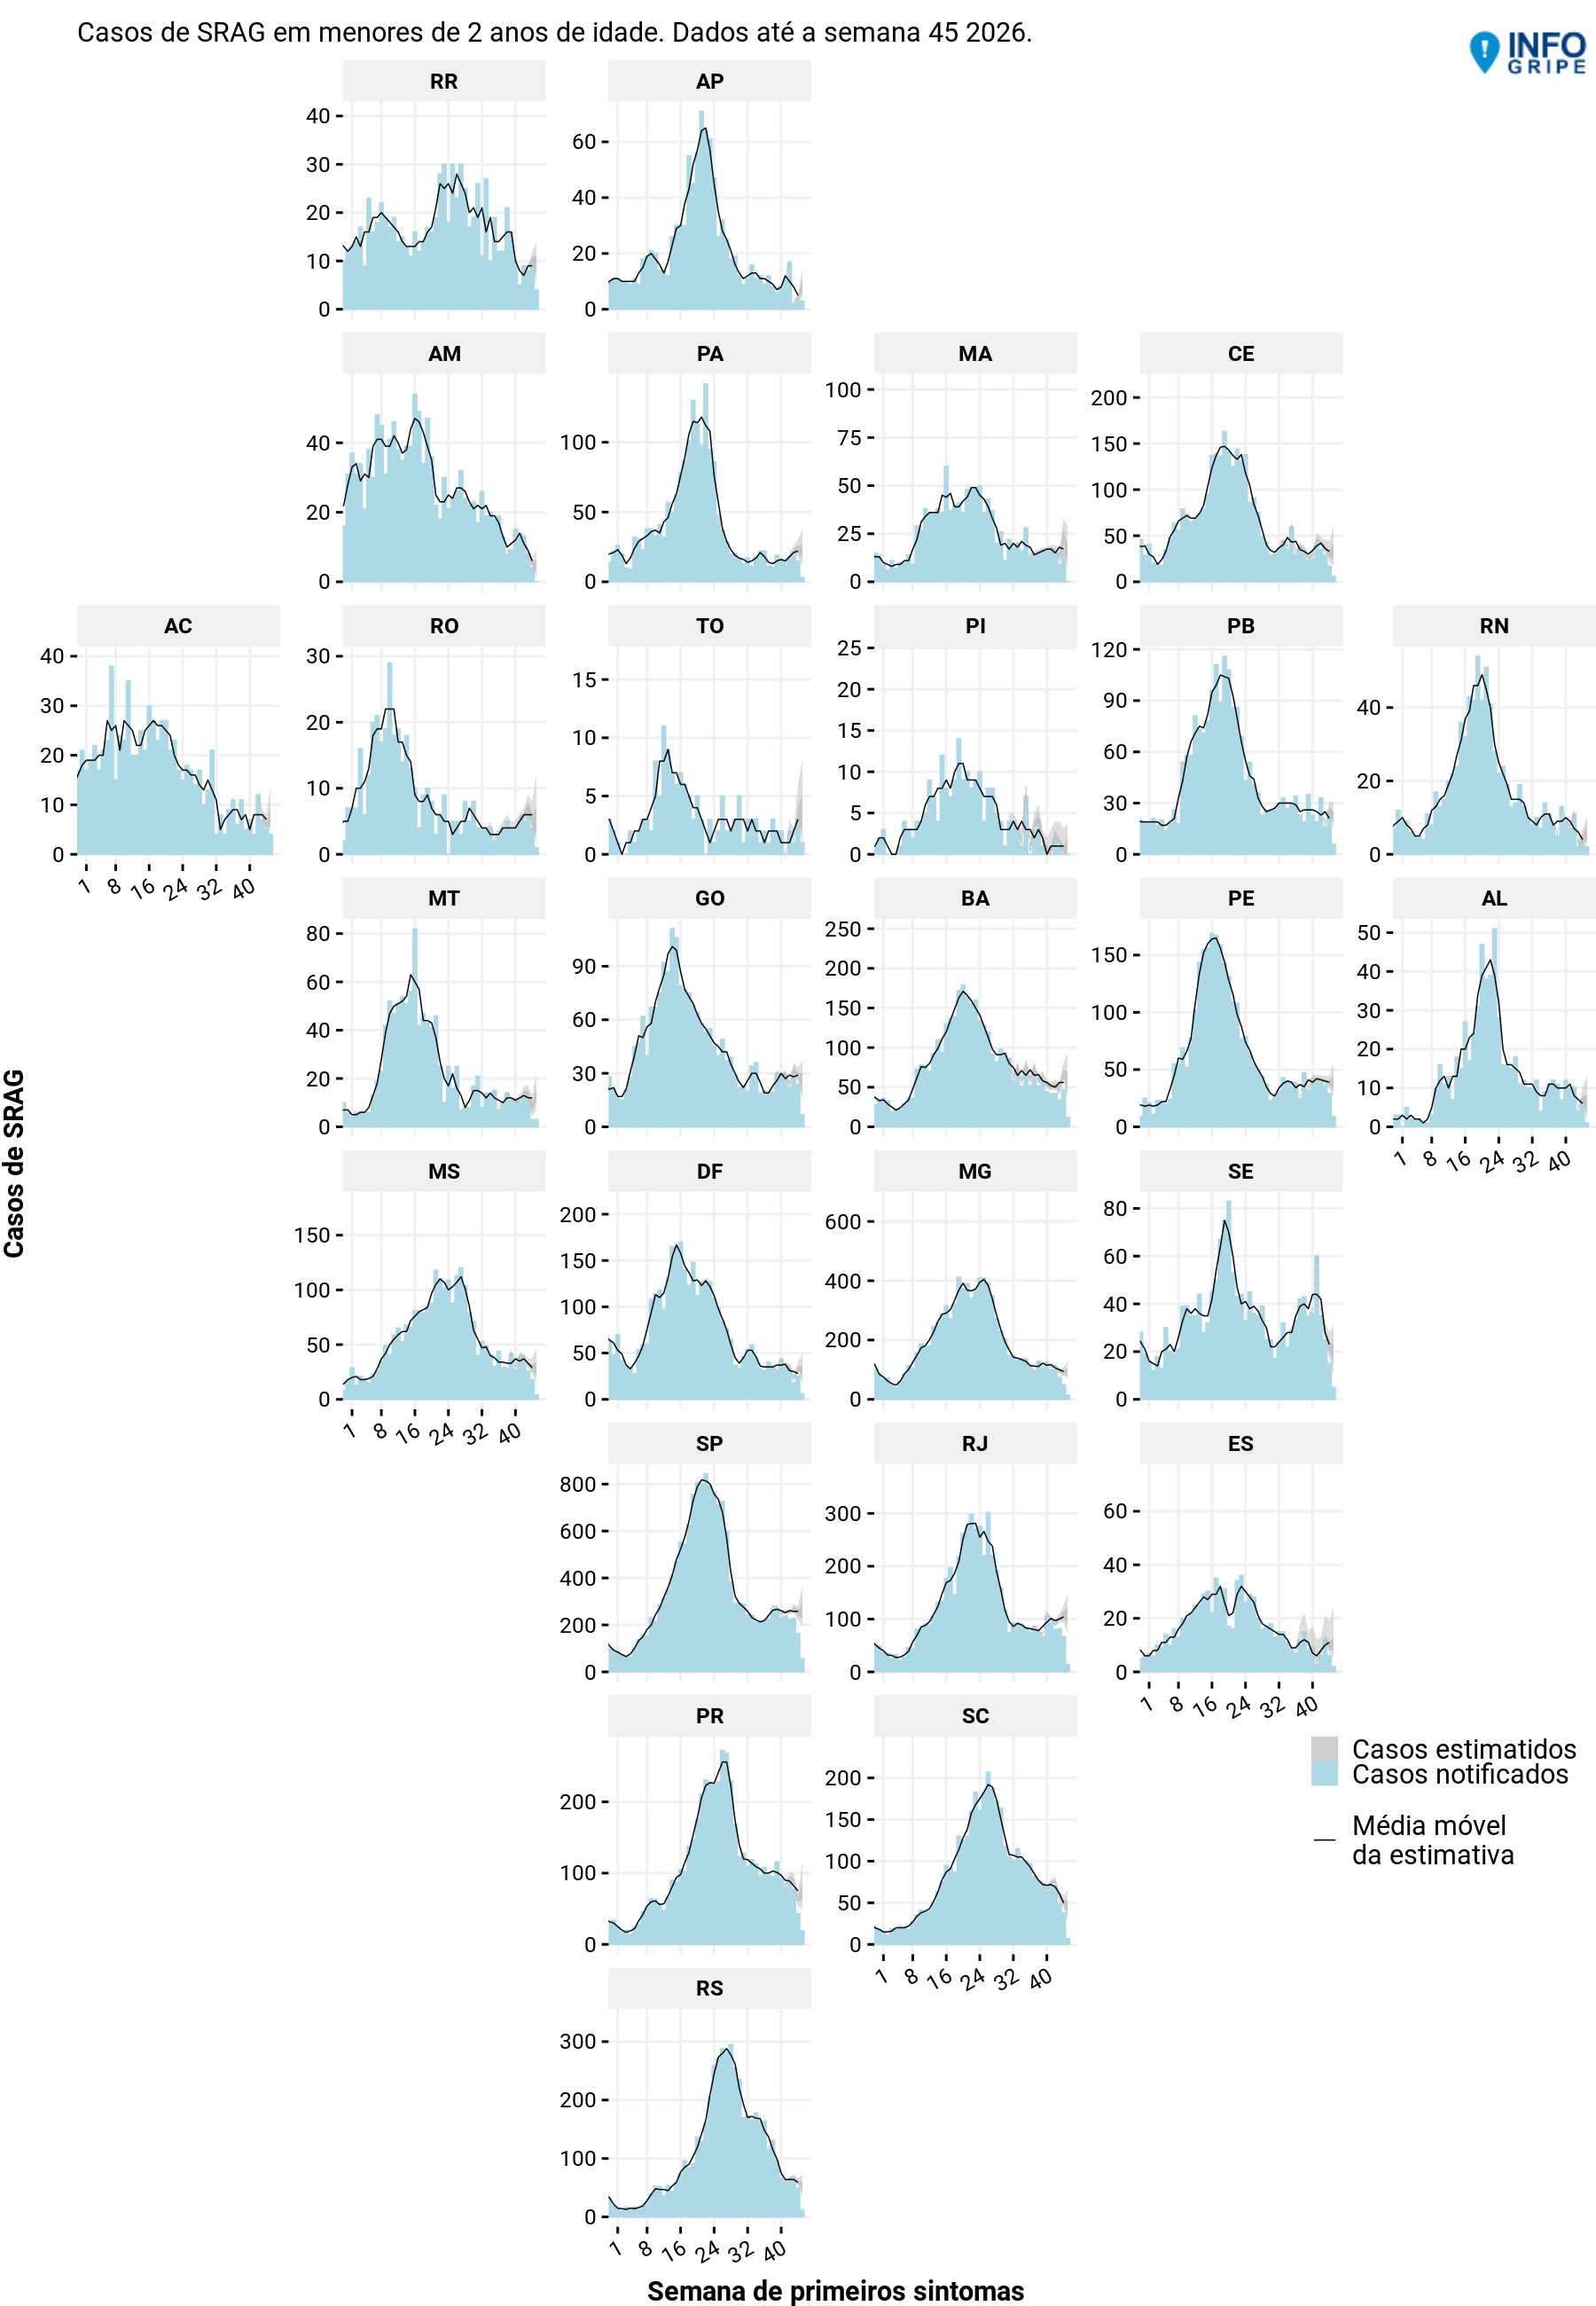 Casos de SRAG em menores de 2 anos de idade. Dados até a semana 45 2026.
INFO
GRIPE
RR
40
30
20
10
0
AP
60
40
20
0
AM
40
20
0
PA
100
50
0
MA
100
75
50
25
0
CE
200
150
100
50
0
AC
40
30
20
10
0
1 8 16 24 32 40
RO
30
20
10
0
TO
15
10
5
0
PI
25
20
15
10
5
0
PB
120
90
60
30
0
RN
40
20
0
MT
80
60
40
20
0
GO
90
60
30
0
BA
250
200
150
100
50
0
PE
150
100
50
0
AL
50
40
30
20
10
0
1 8 16 24 32 40
Casos de SRAG
MS
150
100
50
0
1 8 16 24 32 40
DF
200
150
100
50
0
MG
600
400
200
0
SE
80
60
40
20
0
SP
800
600
400
200
0
RJ
300
200
100
0
ES
60
40
20
0
1 8 16 24 32 40
PR
200
100
0
SC
200
150
100
50
0
1 8 16 24 32 40
Casos estimatidos
Casos notificados
Média móvel
da estimativa
RS
300
200
100
0
1 8 16 24 32 40
Semana de primeiros sintomas